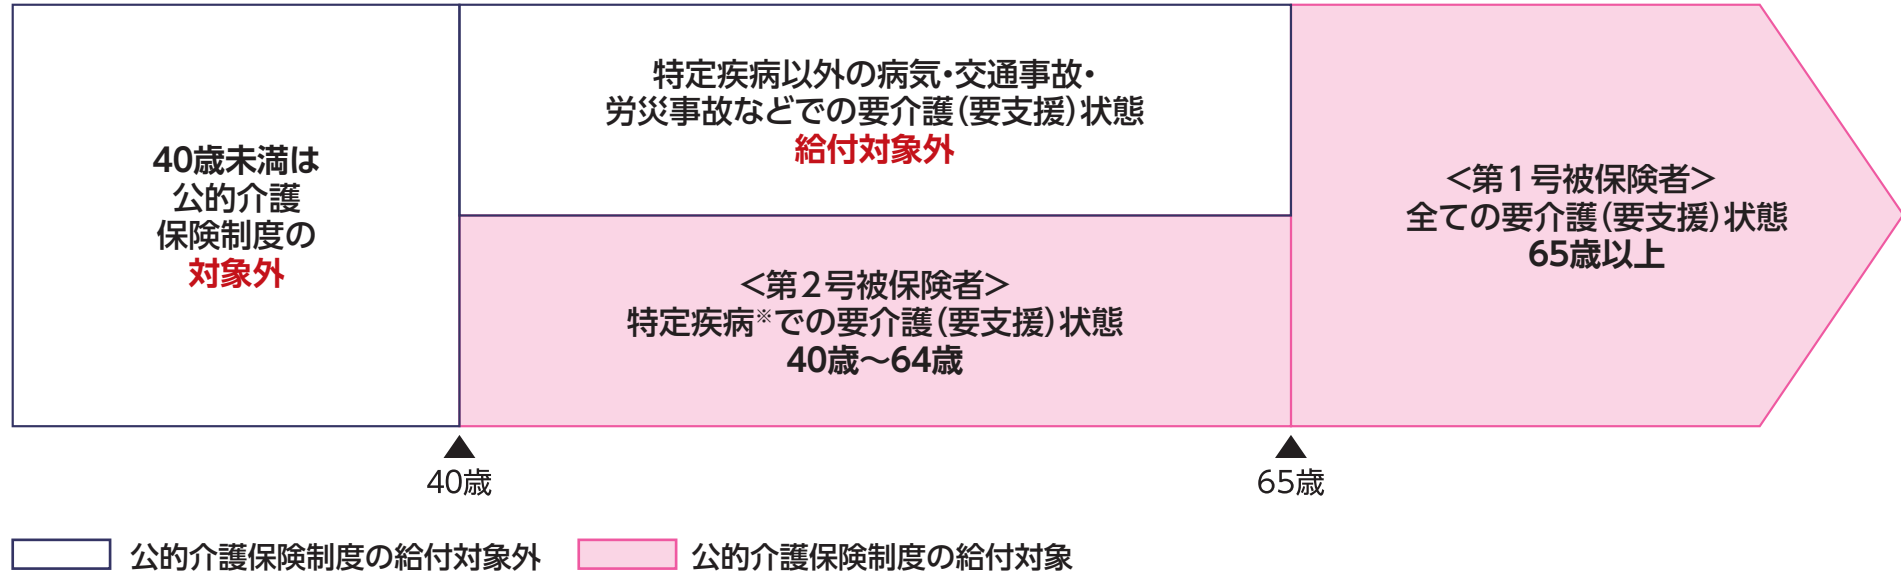 40歳未満は
公的介護
保険制度の
対象外
特定疾病以外の病気・交通事故・
労災事故などでの要介護(要支援)状態
給付対象外
<第2号被保険者>
特定疾病※での要介護(要支援)状態
40歳~64歳
<第1号被保険者>
全ての要介護(要支援)状態
65歳以上
40歳
65歳
公的介護保険制度の給付対象外
公的介護保険制度の給付対象